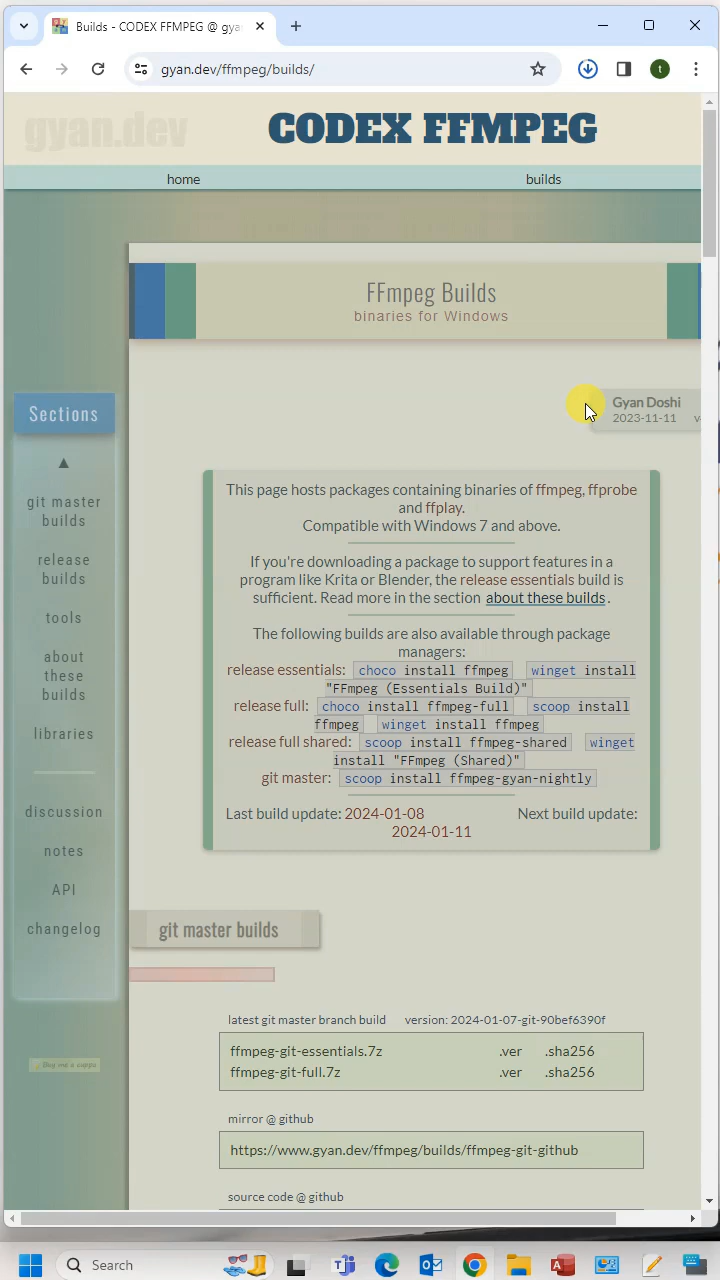 Builds - CODEX FFMPEG @ gya
gyan.dev/ffmpeg/builds/
t
gyan.dev
CODEX FFMPEG
home
builds
FFmpeg Builds
binaries for Windows
Gyan Doshi
2023-11-11
Sections
▲
git master
builds
release
builds
tools
about
these
builds
libraries
discussion
notes
API
changelog
This page hosts packages containing binaries of ffmpeg, ffprobe
and ffplay.
Compatible with Windows 7 and above.
If you're downloading a package to support features in a
program like Krita or Blender, the release essentials build is
sufficient. Read more in the section about these builds.
The following builds are also available through package
managers:
release essentials: choco install ffmpeg winget install
"FFmpeg (Essentials Build)"
release full: choco install ffmpeg-full scoop install
ffmpeg winget install ffmpeg
release full shared: scoop install ffmpeg-shared winget
install "FFmpeg (Shared)"
git master: scoop install ffmpeg-gyan-nightly
Last build update: 2024-01-08 Next build update:
2024-01-11
git master builds
latest git master branch build version: 2024-01-07-git-90bef6390f
ffmpeg-git-essentials.7z .ver .sha256
ffmpeg-git-full.7z .ver .sha256
mirror @ github
https://www.gyan.dev/ffmpeg/builds/ffmpeg-git-github
source code @ github
Buy me a cuppa
Search